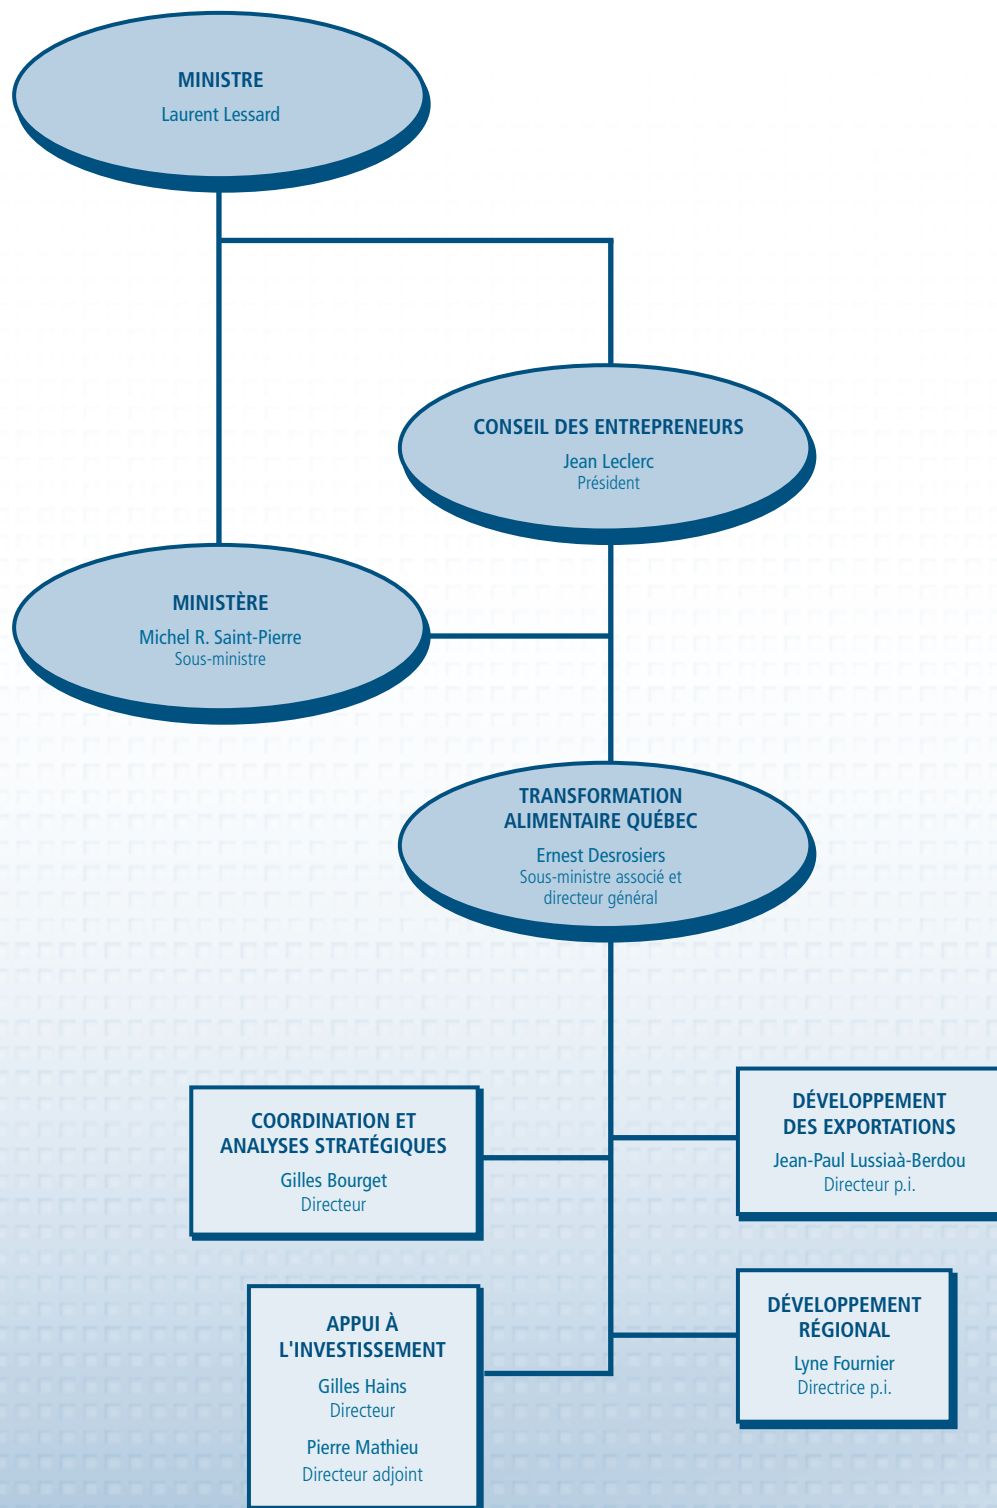 MINISTRE
Laurent Lessard
CONSEIL DES ENTREPRENEURS
Jean Leclerc
Président
MINISTÈRE
Michel R. Saint-Pierre
Sous-ministre
TRANSFORMATION
ALIMENTAIRE QUÉBEC
Ernest Desrosiers
Sous-ministre associé et
directeur général
COORDINATION ET
ANALYSES STRATÉGIQUES
Gilles Bourget
Directeur
DÉVELOPPEMENT
DES EXPORTATIONS
Jean-Paul Lussiaà-Berdou
Directeur p.i.
APPUI À
L'INVESTISSEMENT
Gilles Hains
Directeur
Pierre Mathieu
Directeur adjoint
DÉVELOPPEMENT
RÉGIONAL
Lyne Fournier
Directrice p.i.